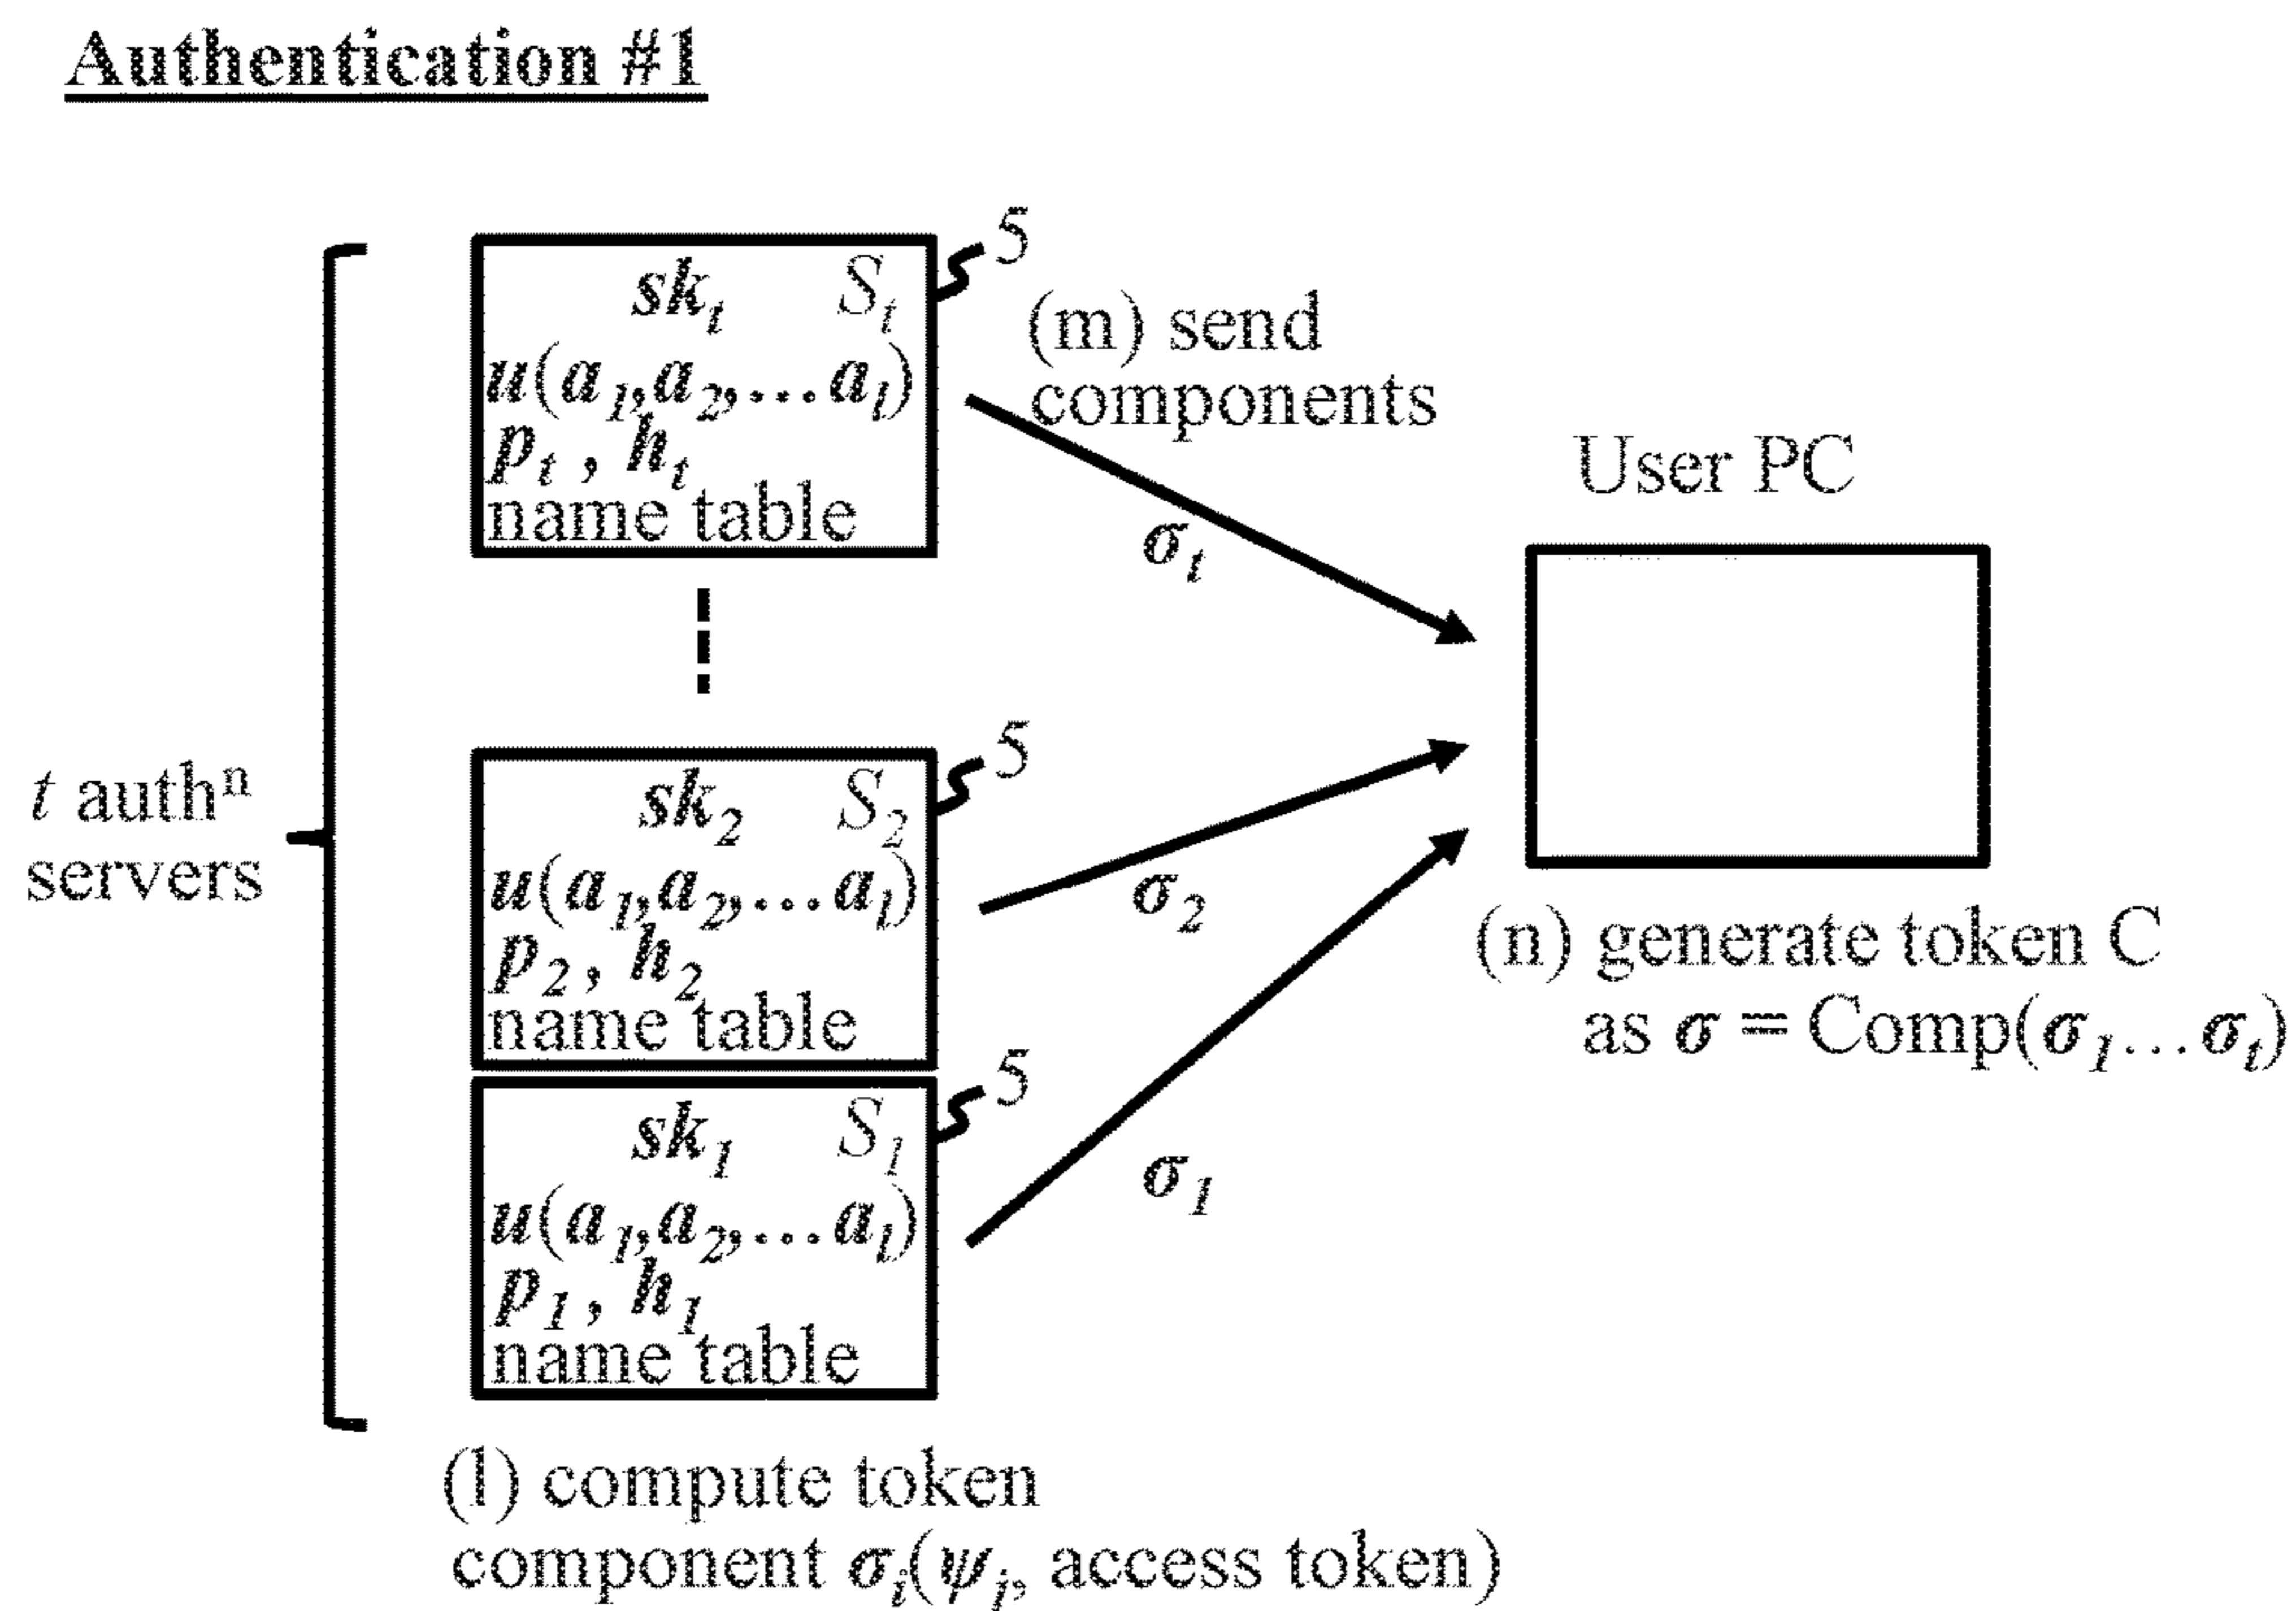 Authentication #1
5
sk_t S_t
u(a_1,a_2,...a_l)
p_t , h_t
name table
(m) send
components
σ_t
User PC
t authⁿ
servers
5
sk_2 S_2
u(a_1,a_2,...a_l)
p_2 , h_2
name table
σ_2
(n) generate token C
as σ = Comp(σ_1...σ_t)
5
sk_1 S_1
u(a_1,a_2,...a_l)
p_1 , h_1
name table
σ_1
(l) compute token
component σ_i(ψ_j, access token)